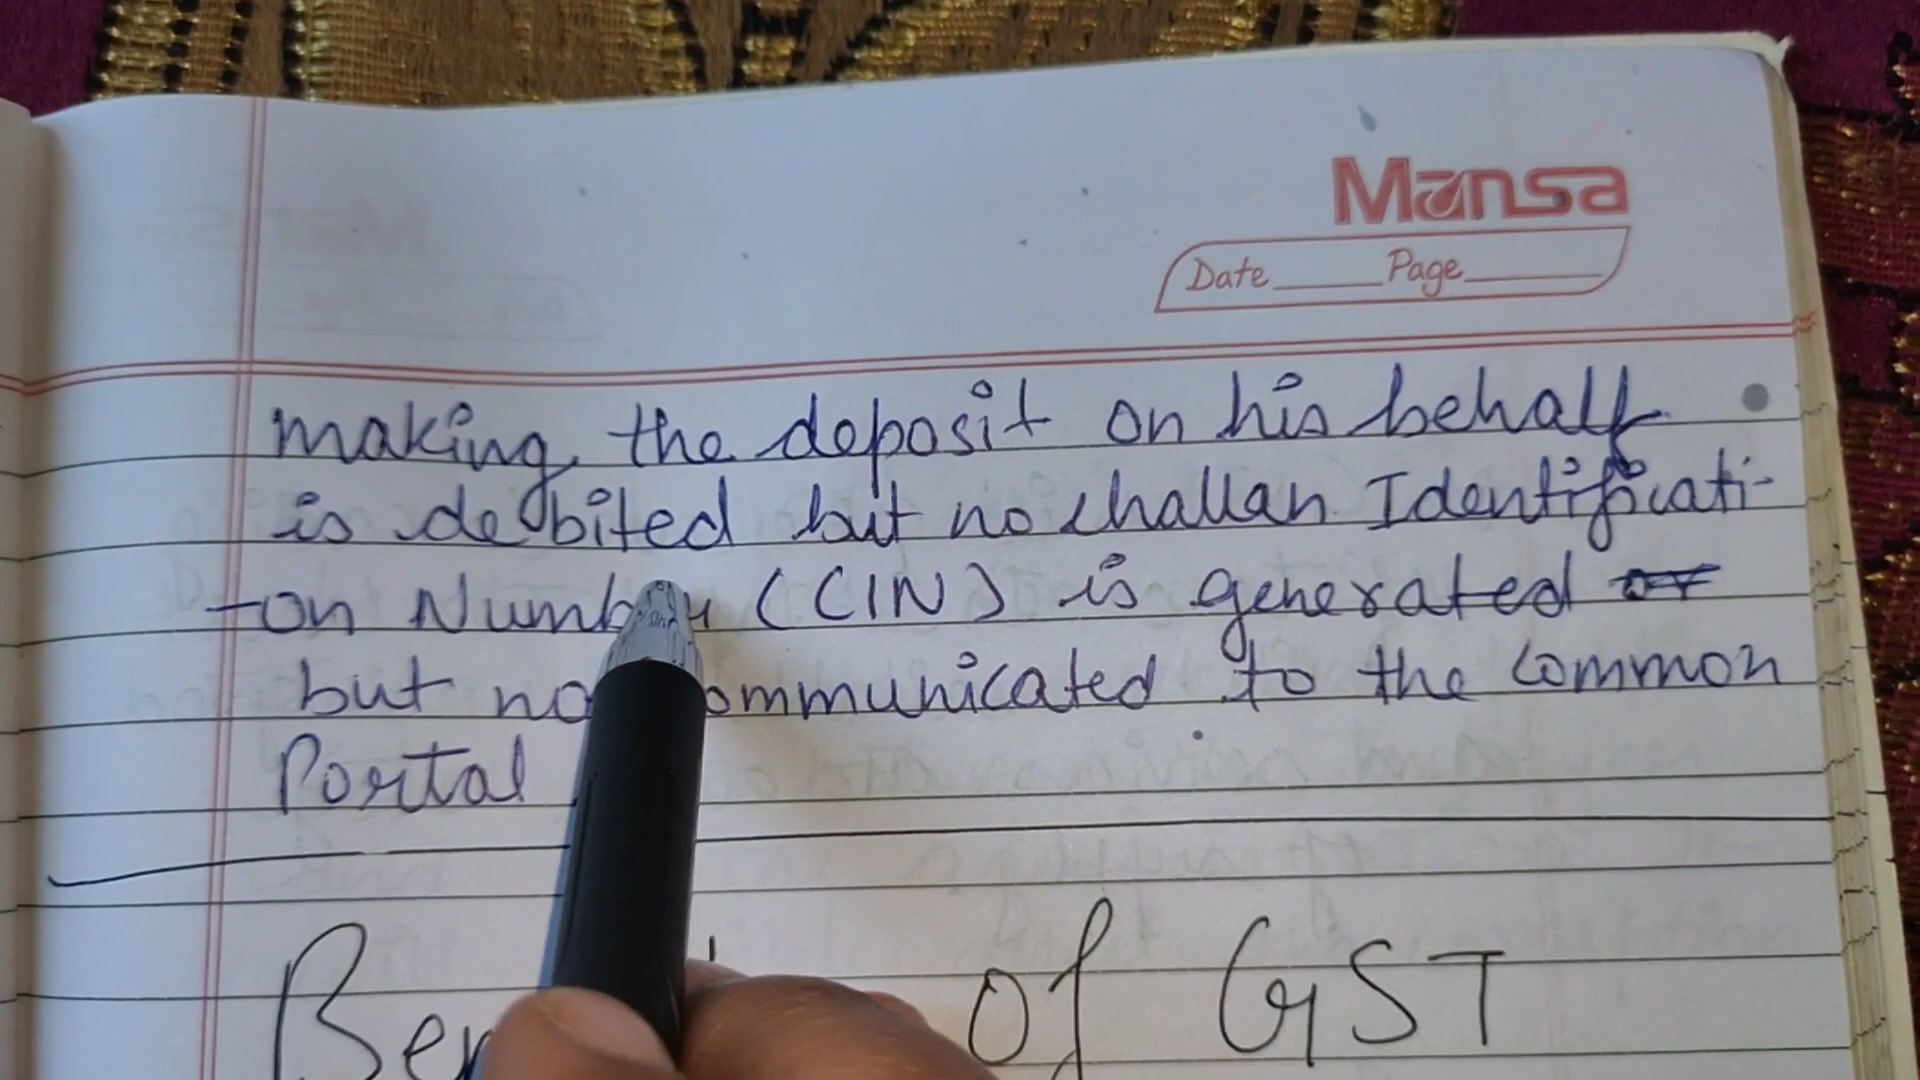 Mansa
Date Page
making the deposit on his behalf
is debited but no challan Identificati-
-on (CIN) is generated
but to the common
Portal
of GST